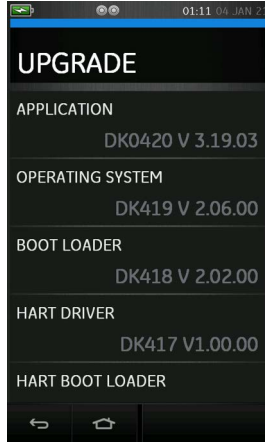 01:11 04 JAN 2
UPGRADE
APPLICATION
DK0420 V 3.19.03
OPERATING SYSTEM
DK419 V 2.06.00
BOOT LOADER
DK418 V 2.02.00
HART DRIVER
DK417 V1.00.00
HART BOOT LOADER